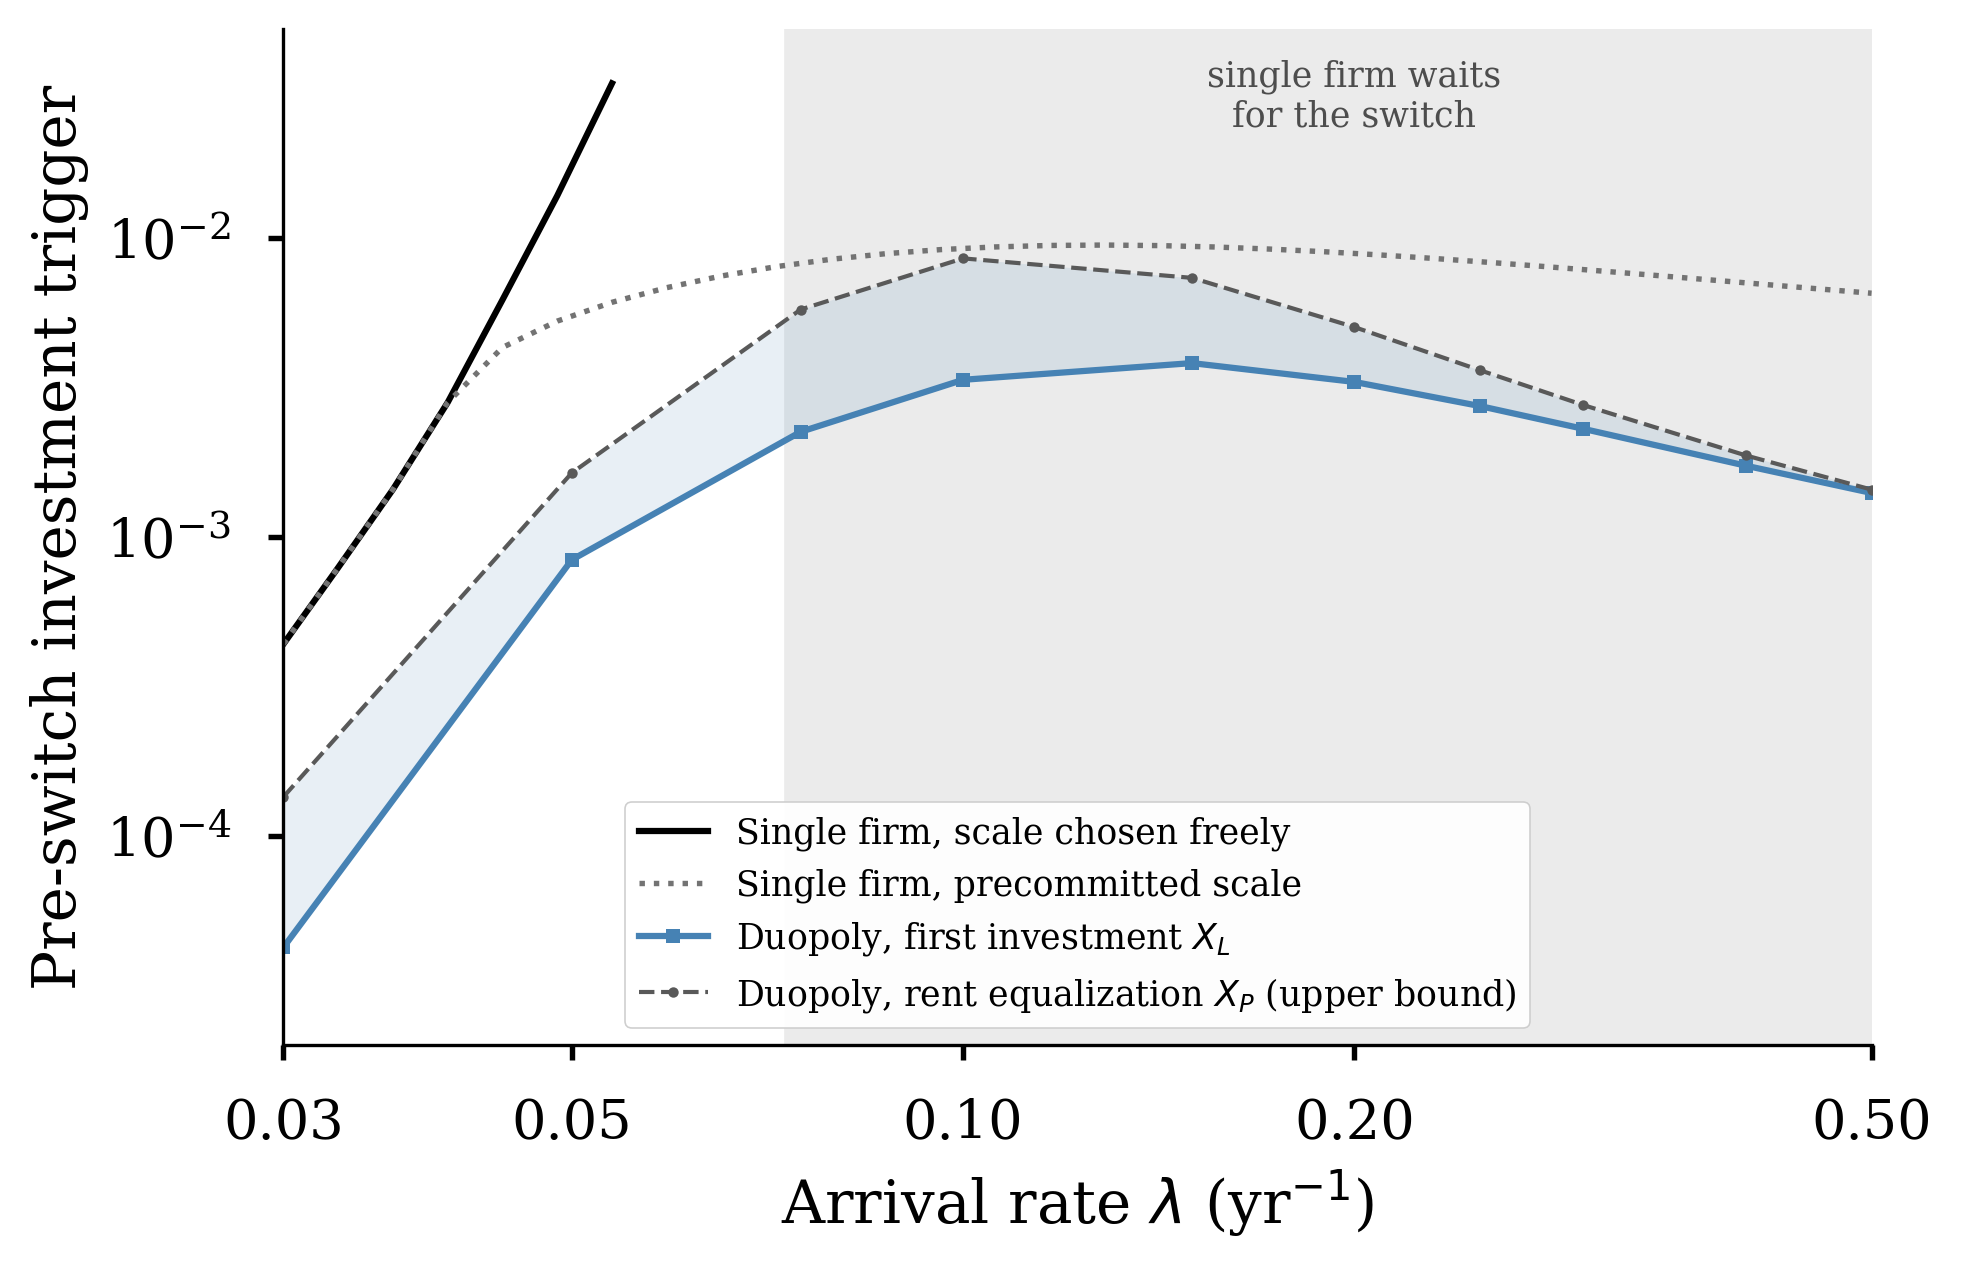 single firm waits
for the switch
Pre-switch investment trigger
10⁻²
10⁻³
10⁻⁴
Single firm, scale chosen freely
Single firm, precommitted scale
Duopoly, first investment X_L
Duopoly, rent equalization X_P (upper bound)
0.03 0.05 0.10 0.20 0.50
Arrival rate λ (yr⁻¹)